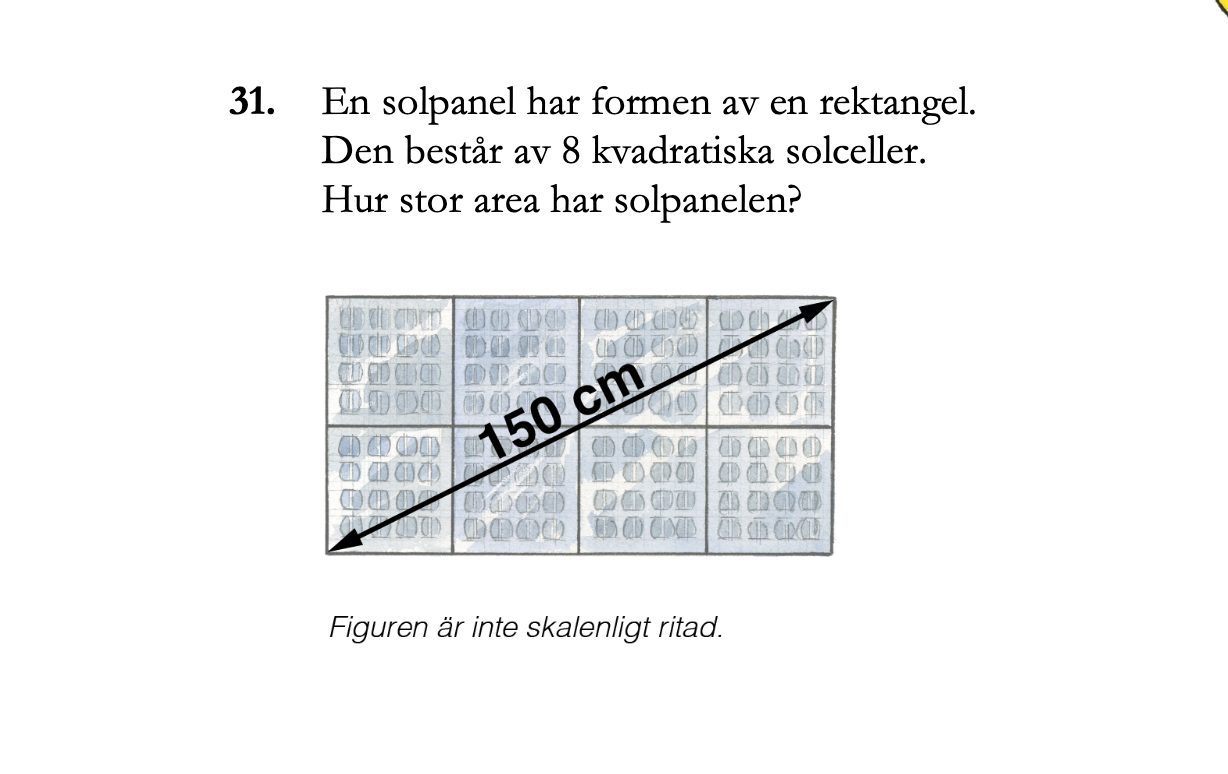 31. En solpanel har formen av en rektangel.
Den består av 8 kvadratiska solceller.
Hur stor area har solpanelen?
150 cm
Figuren är inte skalenligt ritad.